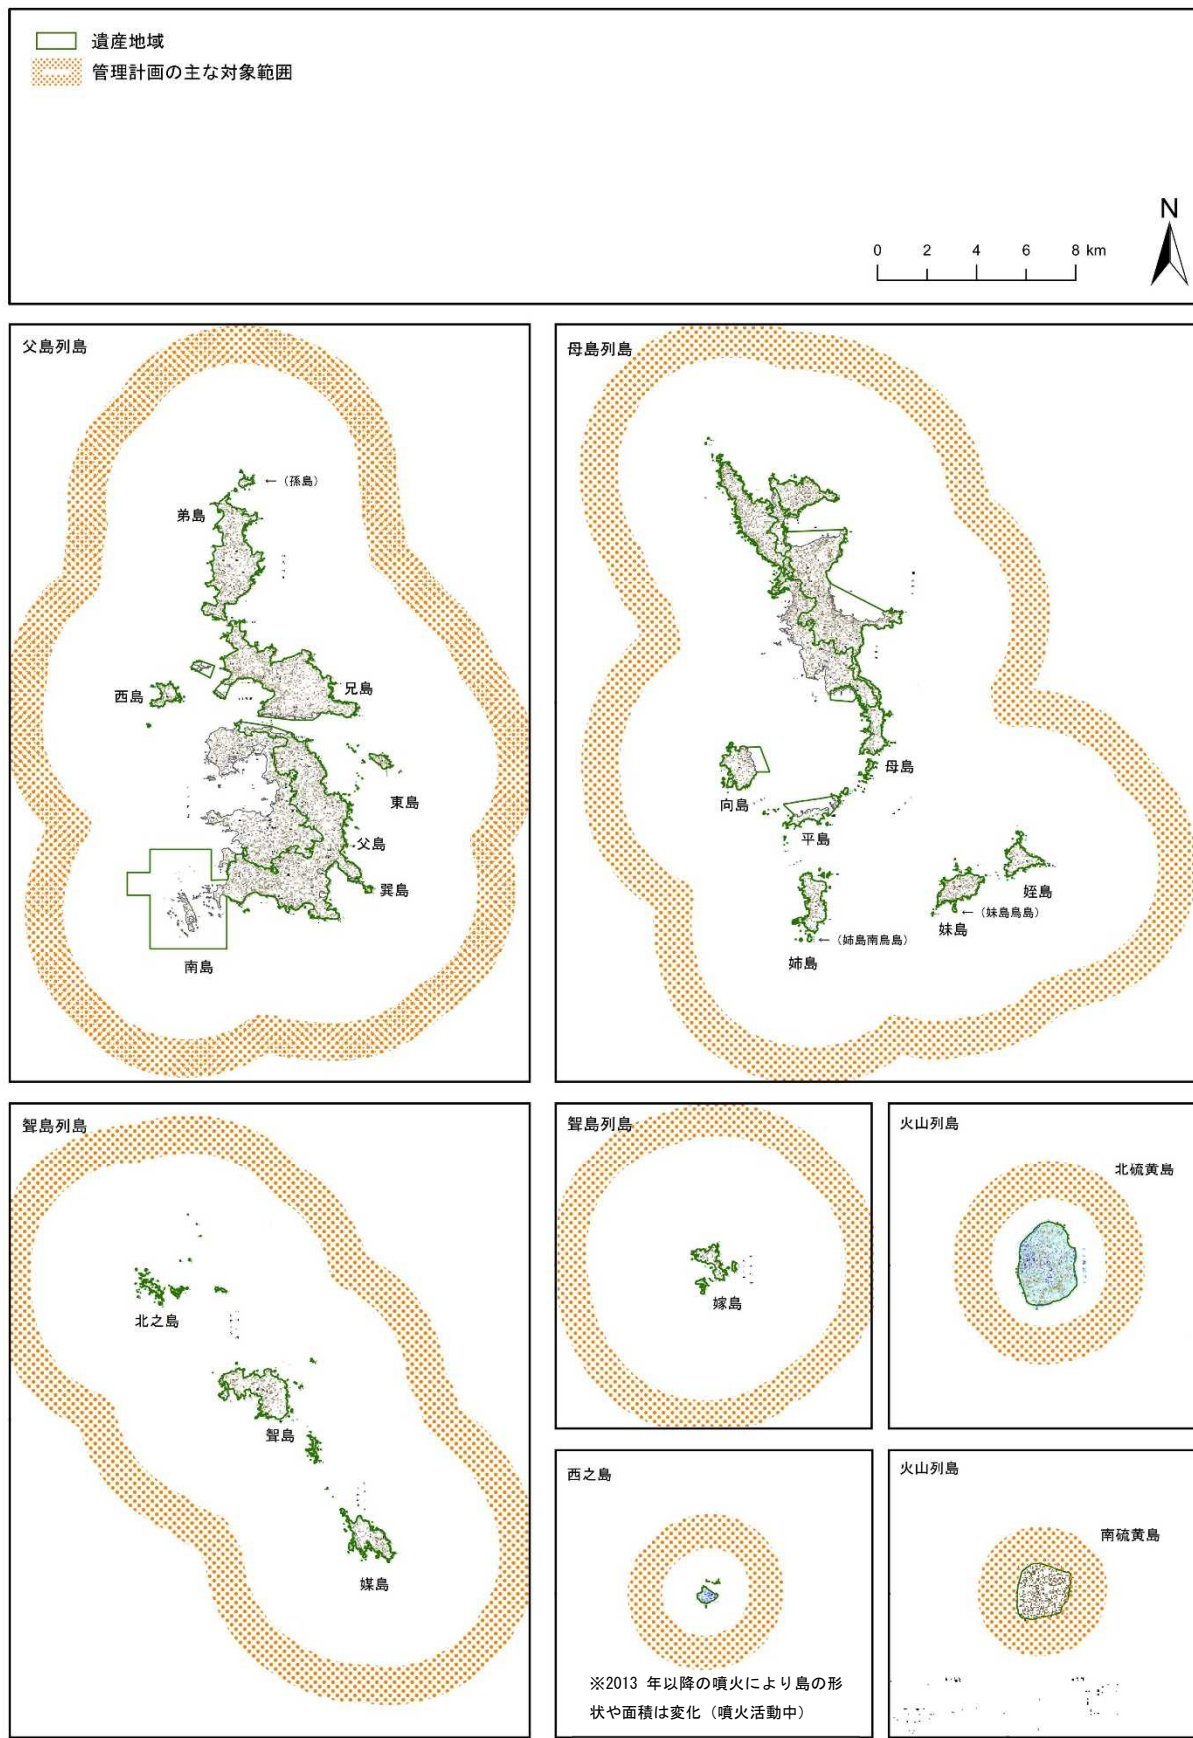 遺産地域
管理計画の主な対象範囲
N
0 2 4 6 8 km
父島列島
←（孫島）
弟島
西島
兄島
東島
父島
巽島
南島
母島列島
母島
向島
平島
姪島
←（妹島鳥島）
妹島
←（姉島南鳥島）
姉島
聟島列島
北之島
聟島
媒島
聟島列島
嫁島
火山列島
北硫黄島
西之島
※2013 年以降の噴火により島の形
状や面積は変化（噴火活動中）
火山列島
南硫黄島